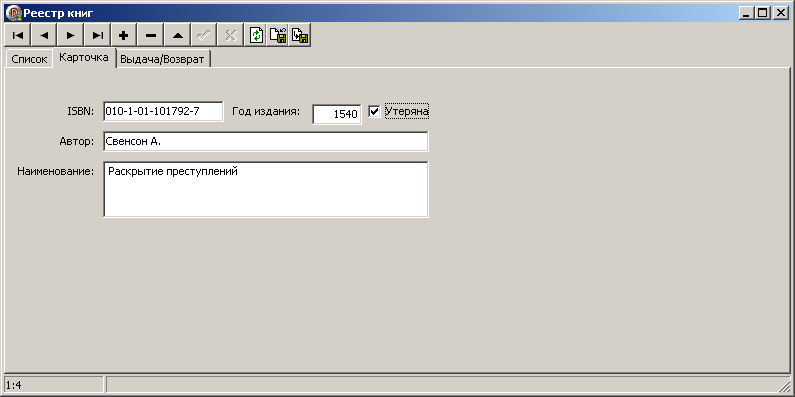 Реестр книг
Список Карточка Выдача/Возврат
ISBN: 010-1-01-101792-7 Год издания: 1540 Утеряна
Автор: Свенсон А.
Наименование: Раскрытие преступлений
1:4